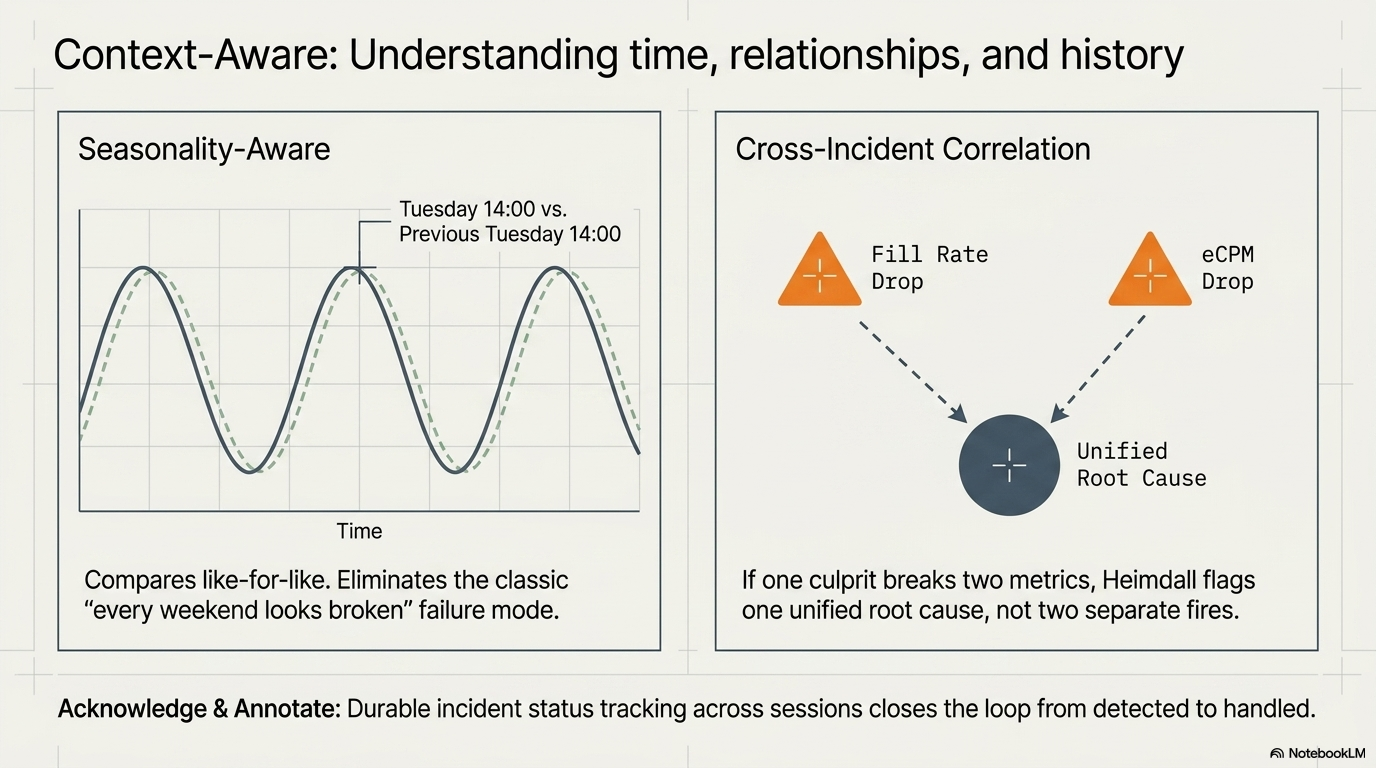 Context-Aware: Understanding time, relationships, and history
Seasonality-Aware
Tuesday 14:00 vs.
Previous Tuesday 14:00
Time
Compares like-for-like. Eliminates the classic
“every weekend looks broken” failure mode.
Cross-Incident Correlation
Fill Rate
Drop
eCPM
Drop
Unified
Root Cause
If one culprit breaks two metrics, Heimdall flags
one unified root cause, not two separate fires.
Acknowledge & Annotate: Durable incident status tracking across sessions closes the loop from detected to handled.
NotebookLM